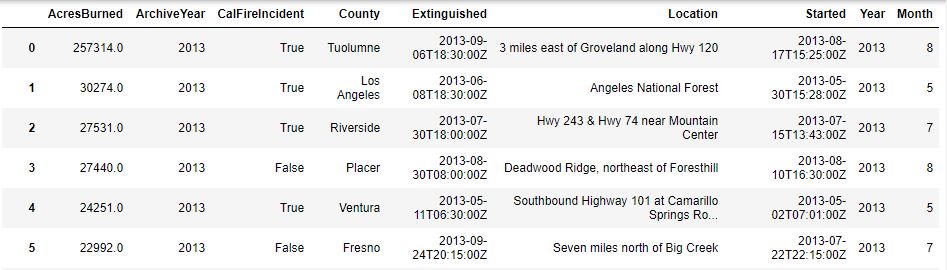 AcresBurned ArchiveYear CalFireIncident County Extinguished Location Started Year Month
0 257314.0 2013 True Tuolumne 2013-09-06T18:30:00Z 3 miles east of Groveland along Hwy 120 2013-08-17T15:25:00Z 2013 8
1 30274.0 2013 True Los Angeles 2013-06-08T18:30:00Z Angeles National Forest 2013-05-30T15:28:00Z 2013 5
2 27531.0 2013 True Riverside 2013-07-30T18:00:00Z Hwy 243 & Hwy 74 near Mountain Center 2013-07-15T13:43:00Z 2013 7
3 27440.0 2013 False Placer 2013-08-30T08:00:00Z Deadwood Ridge, northeast of Foresthill 2013-08-10T16:30:00Z 2013 8
4 24251.0 2013 True Ventura 2013-05-11T06:30:00Z Southbound Highway 101 at Camarillo Springs Ro... 2013-05-02T07:01:00Z 2013 5
5 22992.0 2013 False Fresno 2013-09-24T20:15:00Z Seven miles north of Big Creek 2013-07-22T22:15:00Z 2013 7